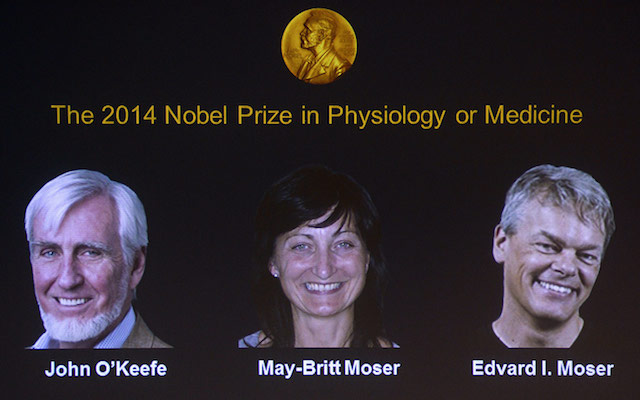 The 2014 Nobel Prize in Physiology or Medicine
John O'Keefe
May-Britt Moser
Edvard I. Moser